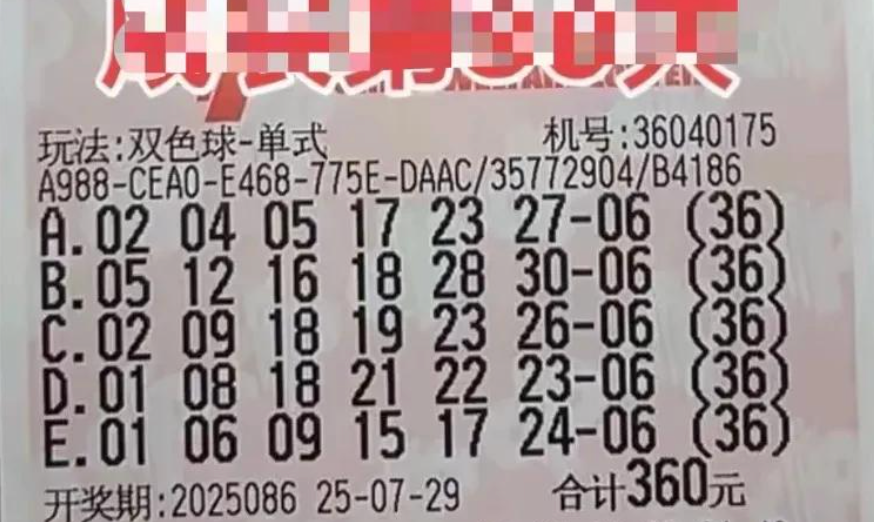 玩法:双色球-单式 机号:36040175
A988-CEA0-E468-775E-DAAC/35772904/B4186
A.02 04 05 17 23 27-06 (36)
B.05 12 16 18 28 30-06 (36)
C.02 09 18 19 23 26-06 (36)
D.01 08 18 21 22 23-06 (36)
E.01 06 09 15 17 24-06 (36)
开奖期:2025086 25-07-29 合计360元